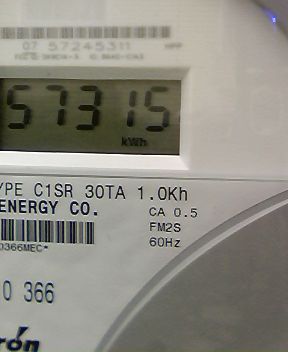 07 57245311
57315
kWh
YPE C1SR 30TA 1.0Kh
ENERGY CO.
CA 0.5
FM2S
60Hz
0366MEC*
0 366
rón